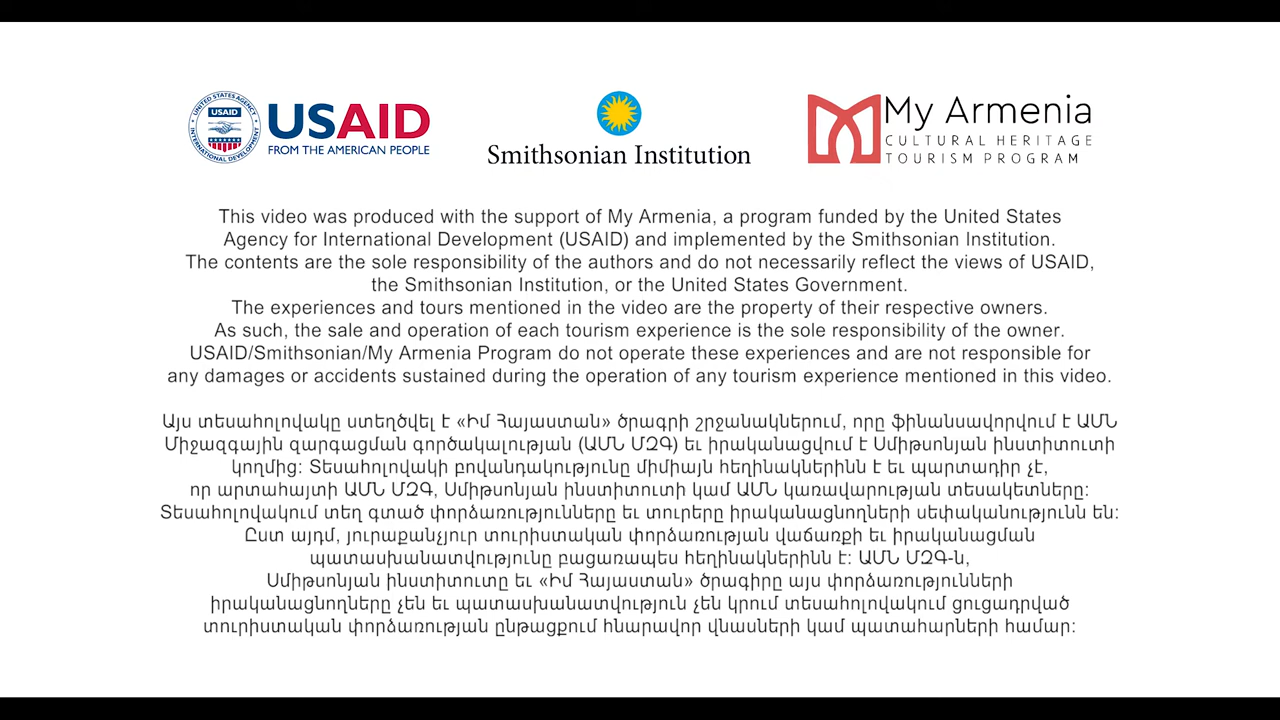 UNITED STATES AGENCY
USAID
INTERNATIONAL DEVELOPMENT
USAID
FROM THE AMERICAN PEOPLE
Smithsonian Institution
My Armenia
CULTURAL HERITAGE
TOURISM PROGRAM
This video was produced with the support of My Armenia, a program funded by the United States
Agency for International Development (USAID) and implemented by the Smithsonian Institution.
The contents are the sole responsibility of the authors and do not necessarily reflect the views of USAID,
the Smithsonian Institution, or the United States Government.
The experiences and tours mentioned in the video are the property of their respective owners.
As such, the sale and operation of each tourism experience is the sole responsibility of the owner.
USAID/Smithsonian/My Armenia Program do not operate these experiences and are not responsible for
any damages or accidents sustained during the operation of any tourism experience mentioned in this video.
Այս տեսահոլովակը ստեղծվել է «Իմ Հայաստան» ծրագրի շրջանակներում, որը ֆինանսավորվում է ԱՄՆ
Միջազգային զարգացման գործակալության (ԱՄՆ ՄԶԳ) եւ իրականացվում է Սմիթսոնյան ինստիտուտի
կողմից: Տեսահոլովակի բովանդակությունը միմիայն հեղինակներինն է եւ պարտադիր չէ,
որ արտահայտի ԱՄՆ ՄԶԳ, Սմիթսոնյան ինստիտուտի կամ ԱՄՆ կառավարության տեսակետները:
Տեսահոլովակում տեղ գտած փորձառությունները եւ տուրերը իրականացնողների սեփականությունն են:
Ըստ այդմ, յուրաքանչյուր տուրիստական փորձառության վաճառքի եւ իրականացման
պատասխանատվությունը բացառապես հեղինակներինն է: ԱՄՆ ՄԶԳ-ն,
Սմիթսոնյան ինստիտուտը եւ «Իմ Հայաստան» ծրագիրը այս փորձառությունների
իրականացնողները չեն եւ պատասխանատվություն չեն կրում տեսահոլովակում ցուցադրված
տուրիստական փորձառության ընթացքում հնարավոր վնասների կամ պատահարների համար: